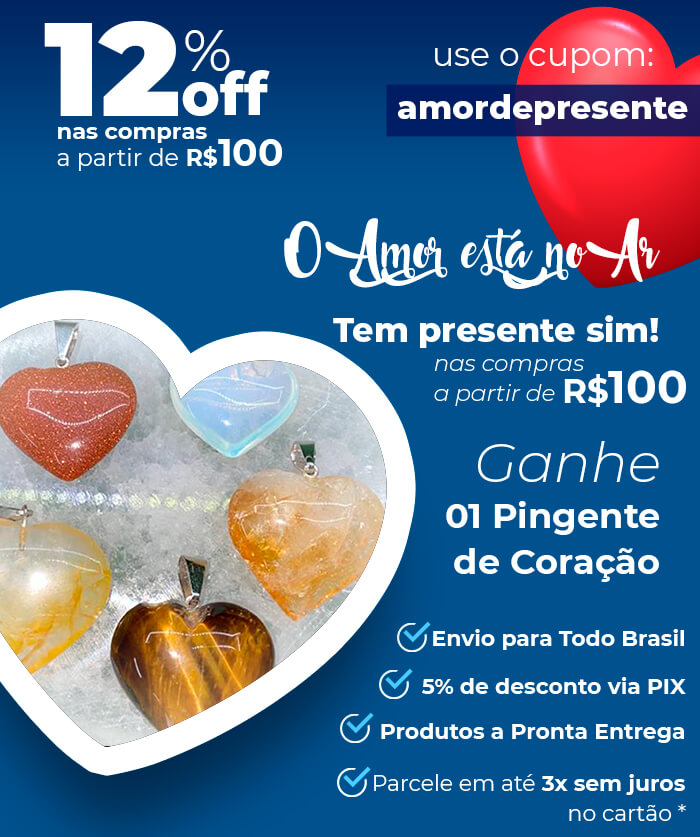 12%
off
nas compras
a partir de R$100
use o cupom:
amordepresente
O Amor está no Ar
Tem presente sim!
nas compras
a partir de R$100
Ganhe
01 Pingente
de Coração
Envio para Todo Brasil
5% de desconto via PIX
Produtos a Pronta Entrega
Parcele em até 3x sem juros
no cartão *